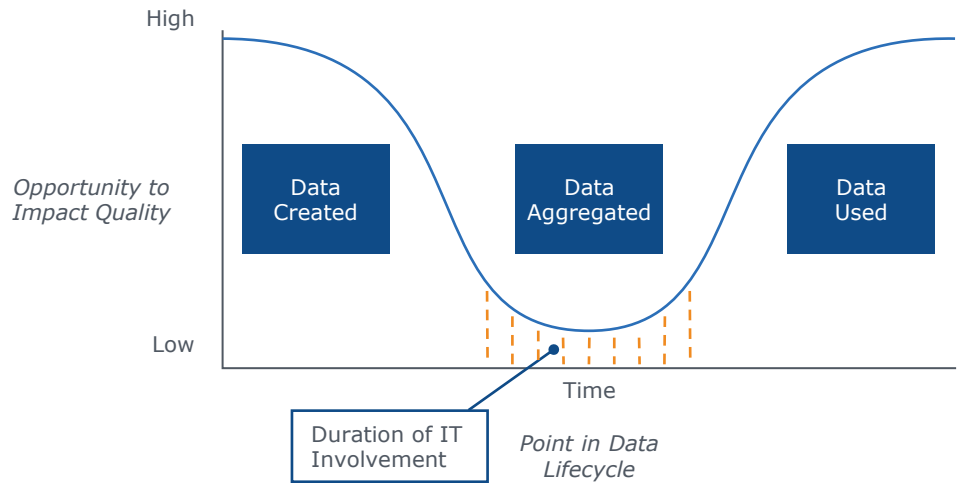 High
Opportunity to
Impact Quality
Data
Created
Data
Aggregated
Data
Used
Low
Time
Duration of IT
Involvement
Point in Data
Lifecycle